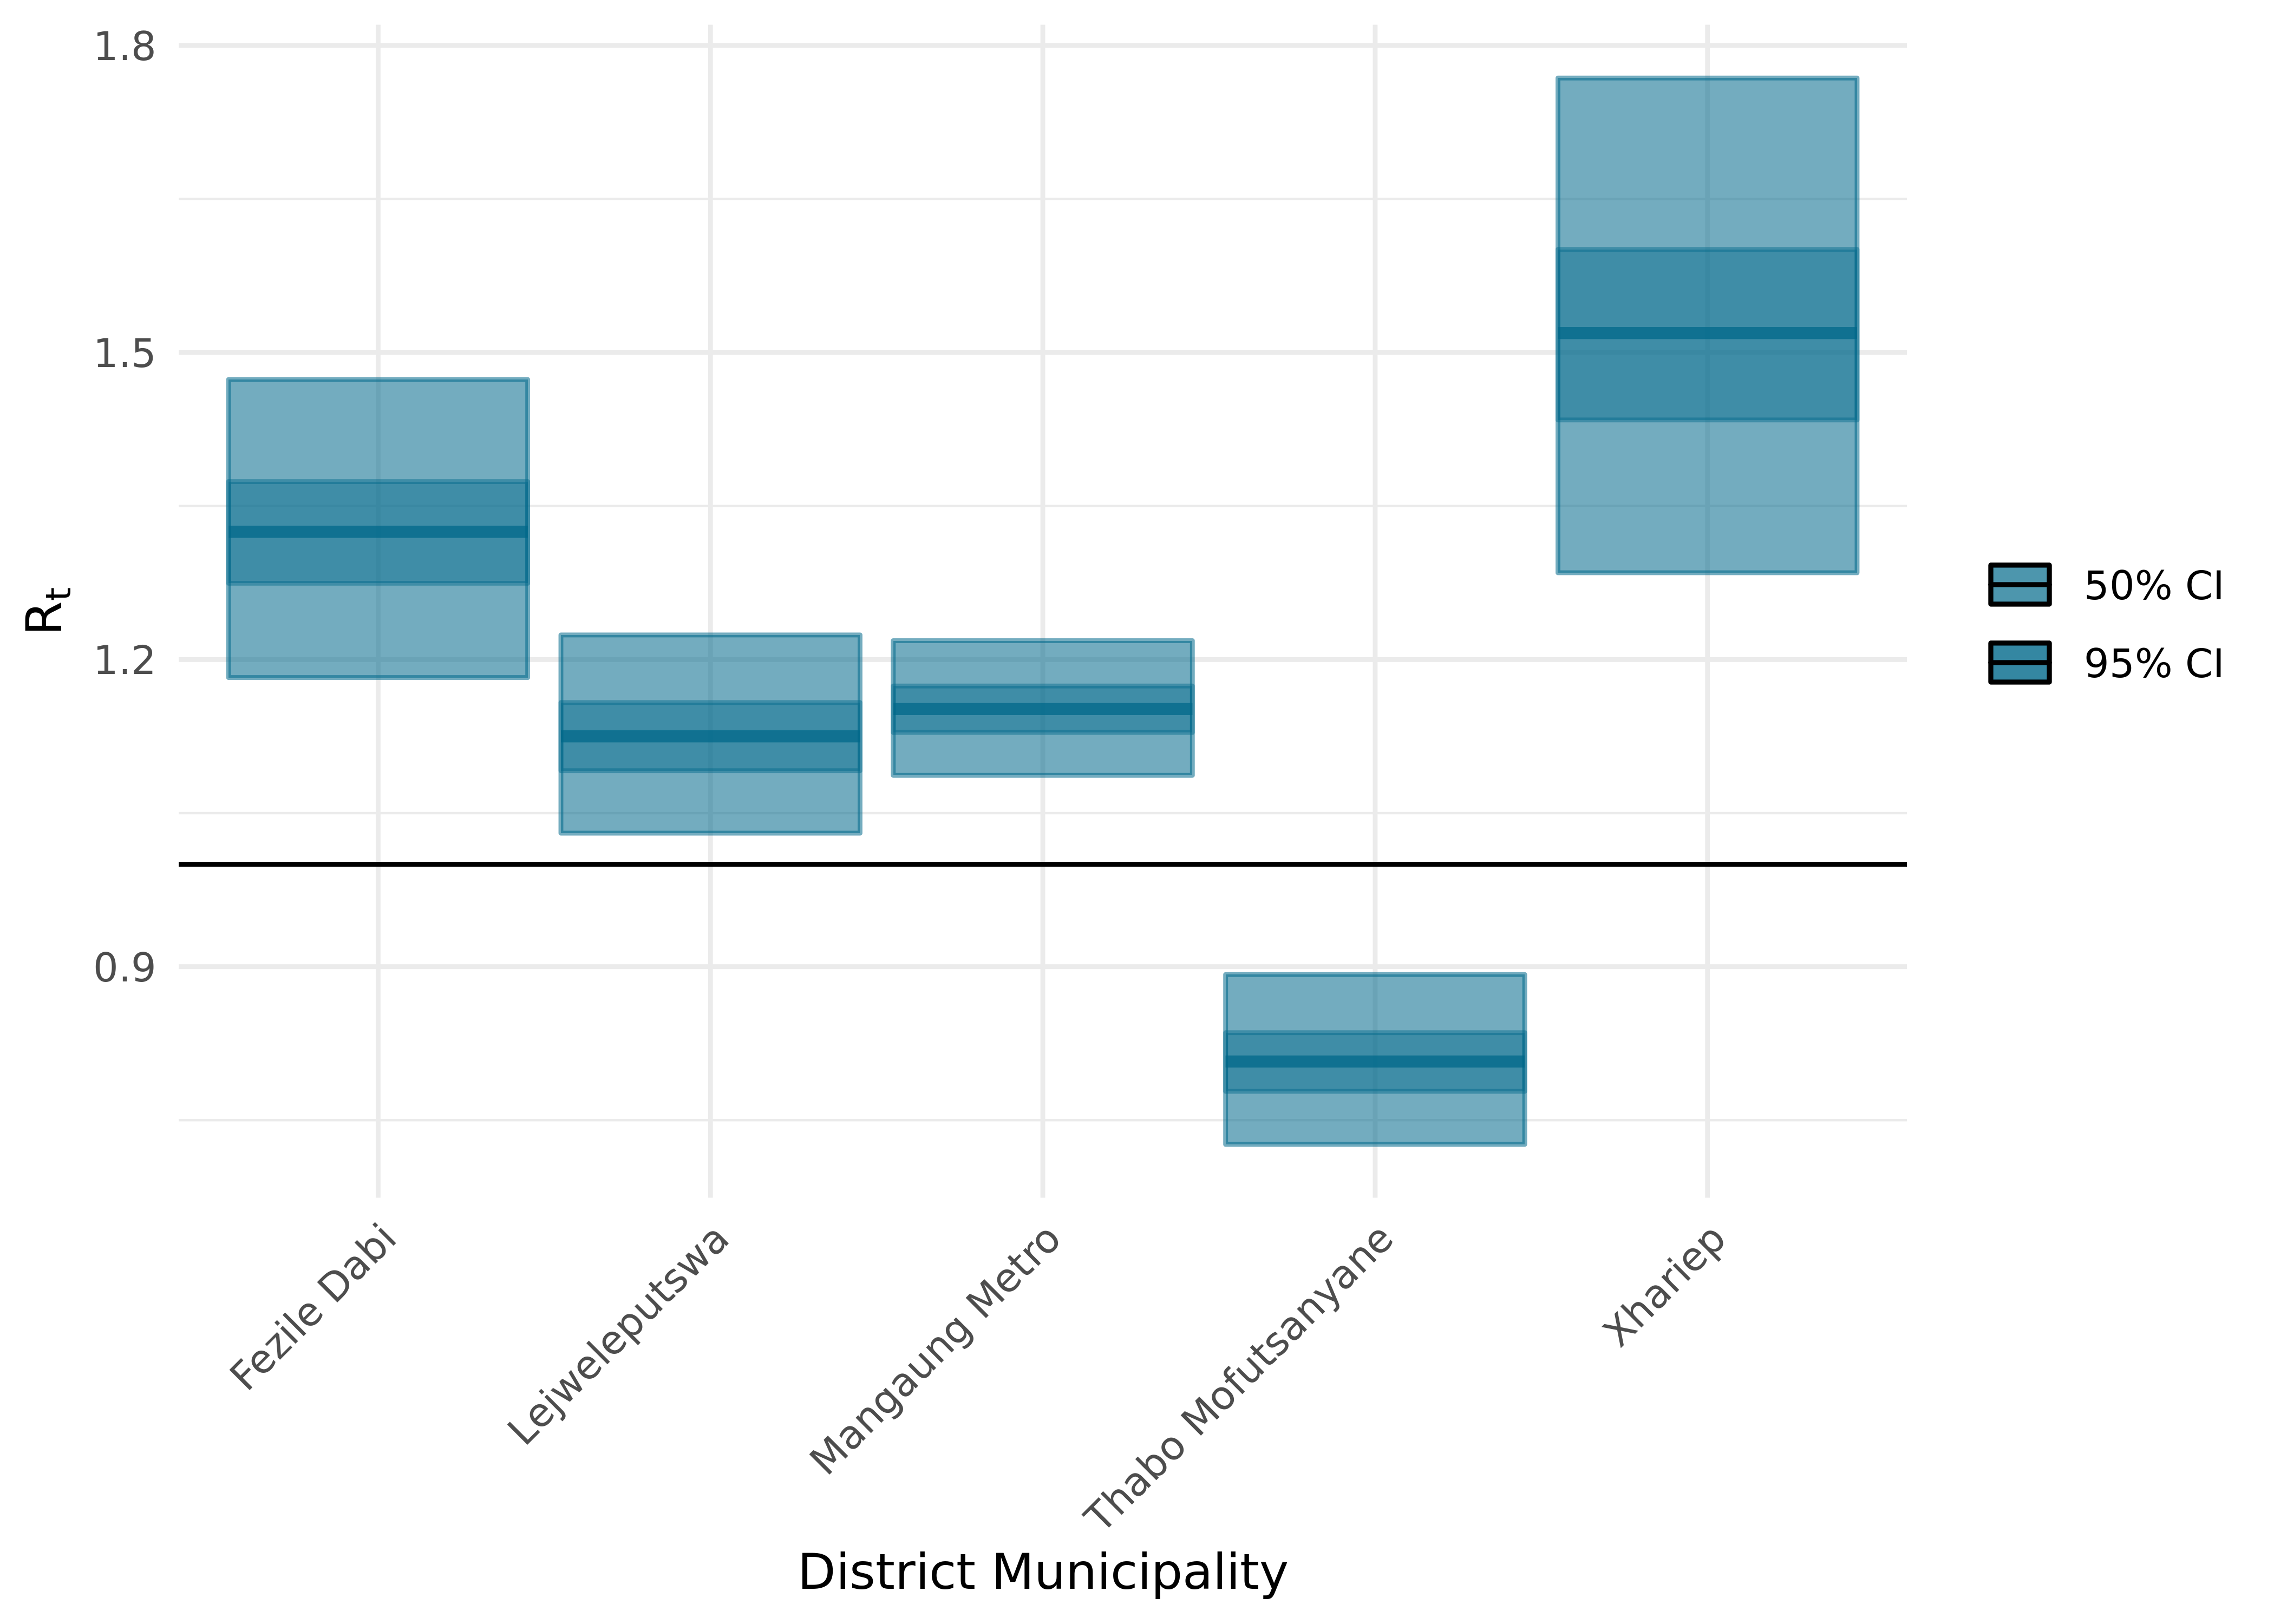 1.8
1.5
1.2
0.9
Rt
Fezile Dabi
Lejweleputswa
Mangaung Metro
Thabo Mofutsanyane
Xhariep
District Municipality
50% CI
95% CI